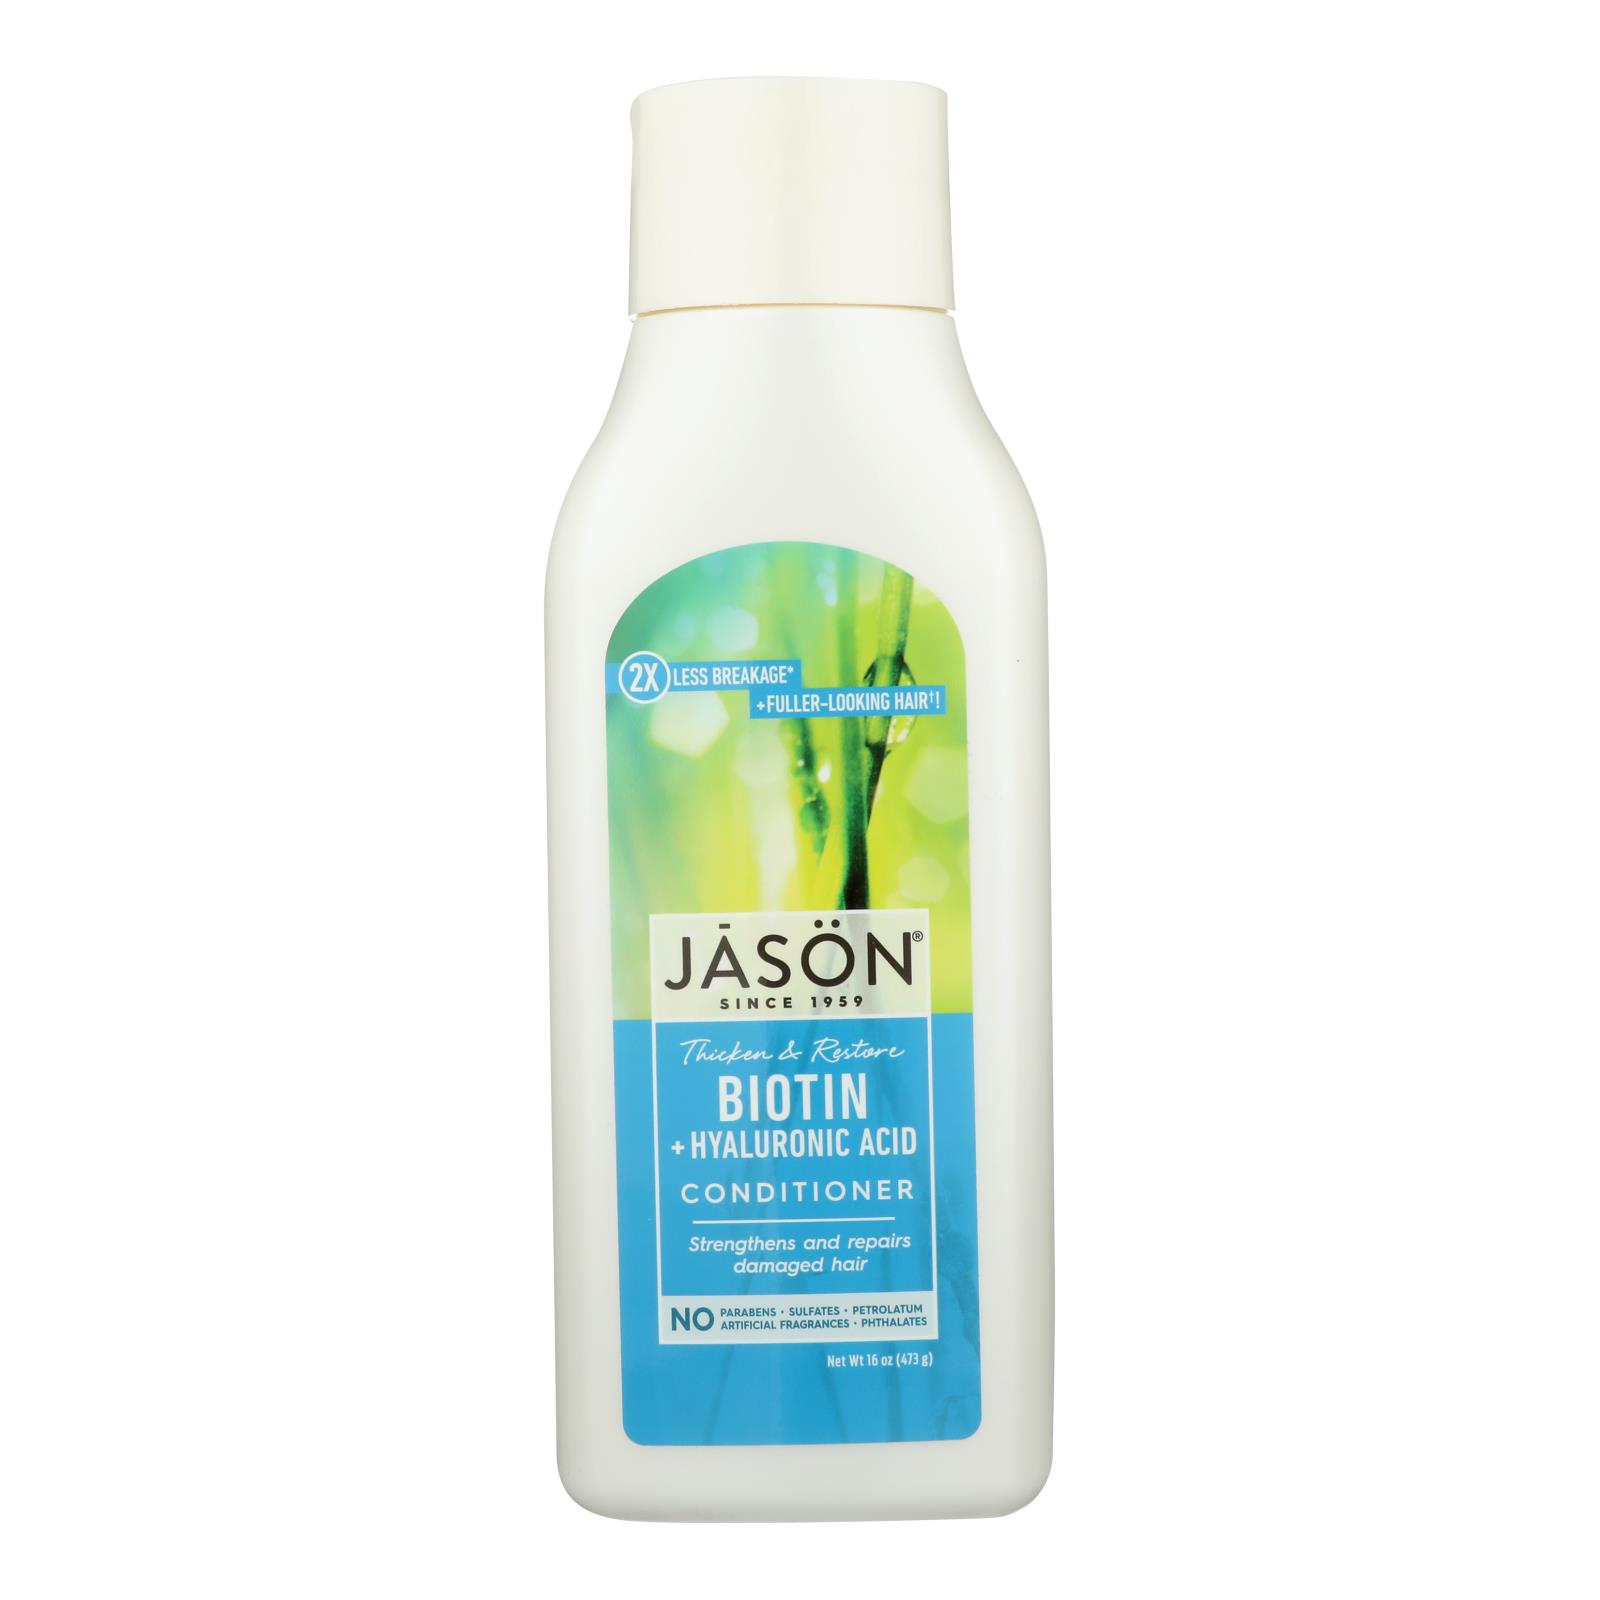 2X LESS BREAKAGE*
+FULLER-LOOKING HAIR†!
JĀSÖN®
SINCE 1959
Thicken & Restore
BIOTIN
+ HYALURONIC ACID
CONDITIONER
Strengthens and repairs
damaged hair
NO PARABENS · SULFATES · PETROLATUM
ARTIFICIAL FRAGRANCES · PHTHALATES
Net Wt 16 oz (473 g)